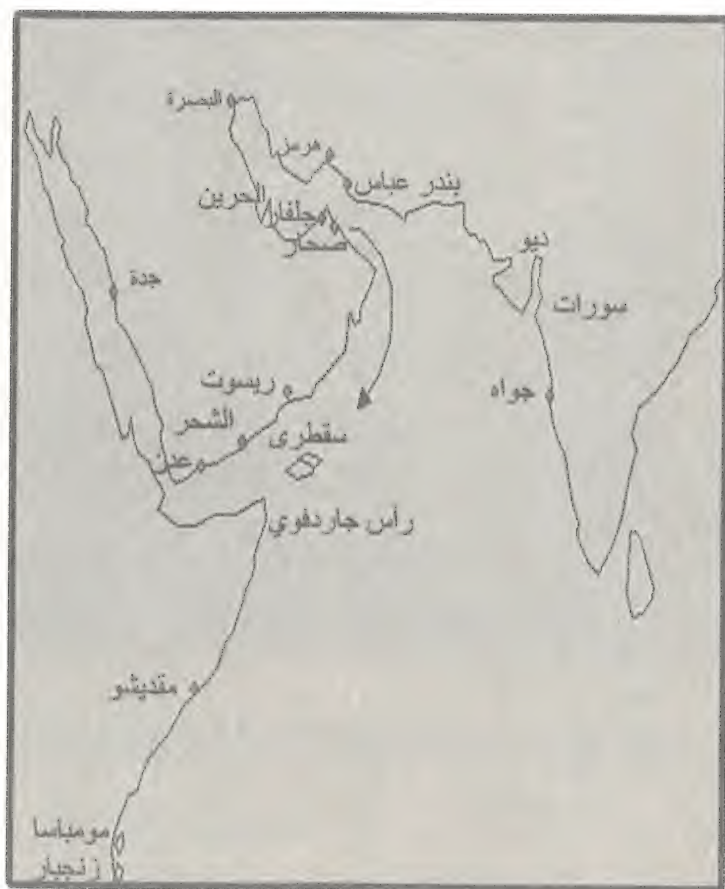 البصرة
هرمز
بندر عباس
الحرين
جلفار
صحار
ديو
سورات
جدة
جواه
ريسوت
الشحر
سقطرى
عدن
رأس جاردفوي
مقديشو
مومباسا
زنجبار